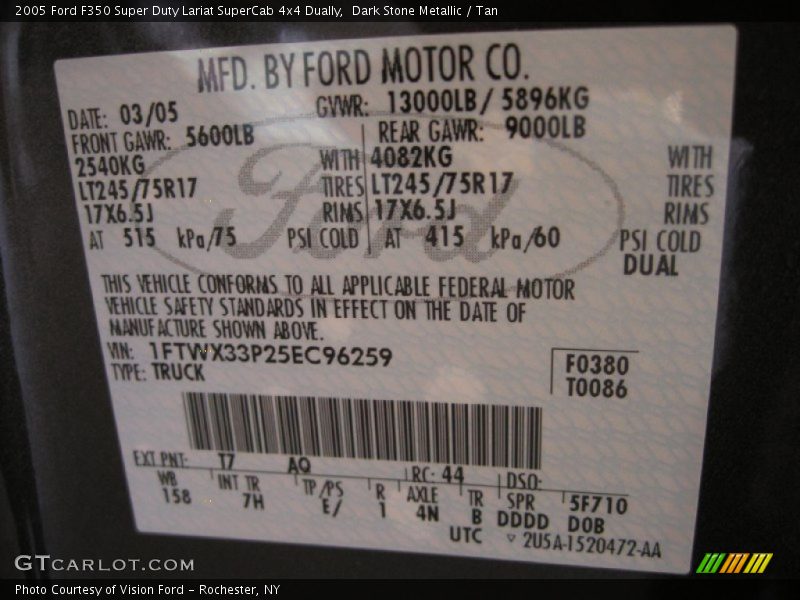 2005 Ford F350 Super Duty Lariat SuperCab 4x4 Dually,  Dark Stone Metallic / Tan
MFD. BY FORD MOTOR CO.
DATE: 03/05 GVWR: 13000LB/ 5896KG
FRONT GAWR: 5600LB REAR GAWR: 9000LB
2540KG WITH 4082KG WITH
LT245/75R17 TIRES LT245/75R17 TIRES
17X6.5J RIMS 17X6.5J RIMS
AT 515 kPa/75 PSI COLD AT 415 kPa/60 PSI COLD
DUAL
Ford
THIS VEHICLE CONFORMS TO ALL APPLICABLE FEDERAL MOTOR
VEHICLE SAFETY STANDARDS IN EFFECT ON THE DATE OF
MANUFACTURE SHOWN ABOVE.
VIN: 1FTWX33P25EC96259
TYPE: TRUCK
F0380
T0086
EXT PNT: T7 AQ RC: 44 DSO:
WB INT TR TP/PS R AXLE TR SPR 5F710
158 7H E/ 1 4N B DDDD DOB
UTC ▽ 2U5A-1520472-AA
GTCARLOT.COM
Photo Courtesy of Vision Ford - Rochester, NY